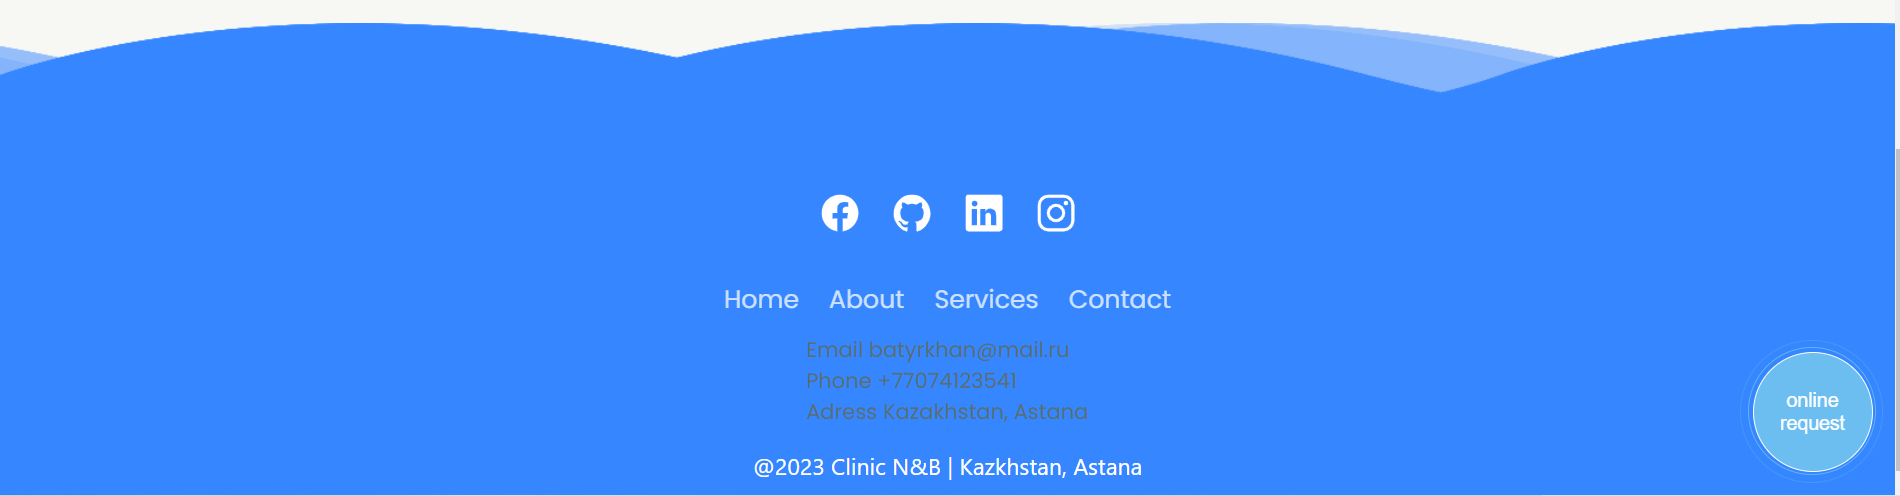 Home About Services Contact
Email batyrkhan@mail.ru
Phone +77074123541
Adress Kazakhstan, Astana
online
request
@2023 Clinic N&B | Kazkhstan, Astana